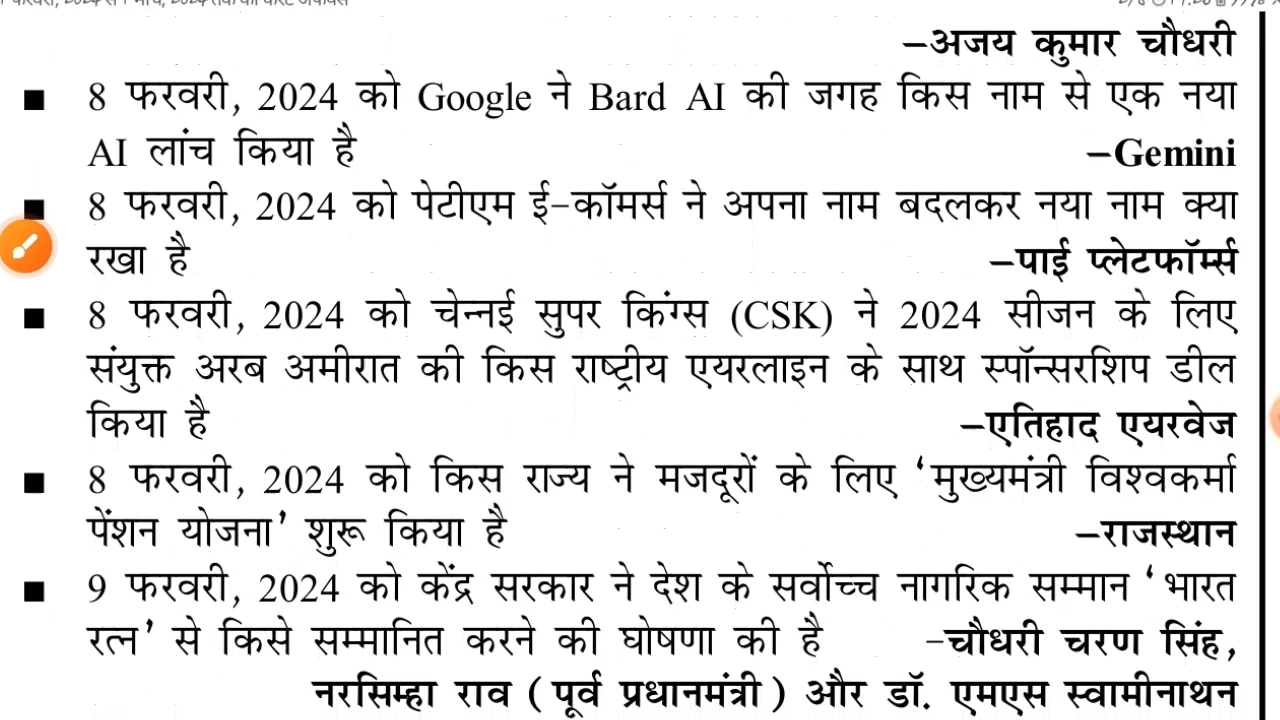 –अजय कुमार चौधरी
■ 8 फरवरी, 2024 को Google ने Bard AI की जगह किस नाम से एक नया
AI लांच किया है –Gemini
■ 8 फरवरी, 2024 को पेटीएम ई-कॉमर्स ने अपना नाम बदलकर नया नाम क्या
रखा है –पाई प्लेटफॉर्म्स
■ 8 फरवरी, 2024 को चेन्नई सुपर किंग्स (CSK) ने 2024 सीजन के लिए
संयुक्त अरब अमीरात की किस राष्ट्रीय एयरलाइन के साथ स्पॉन्सरशिप डील
किया है –एतिहाद एयरवेज
■ 8 फरवरी, 2024 को किस राज्य ने मजदूरों के लिए ‘मुख्यमंत्री विश्वकर्मा
पेंशन योजना’ शुरू किया है –राजस्थान
■ 9 फरवरी, 2024 को केंद्र सरकार ने देश के सर्वोच्च नागरिक सम्मान ‘भारत
रत्न’ से किसे सम्मानित करने की घोषणा की है -चौधरी चरण सिंह,
नरसिम्हा राव (पूर्व प्रधानमंत्री) और डॉ. एमएस स्वामीनाथन